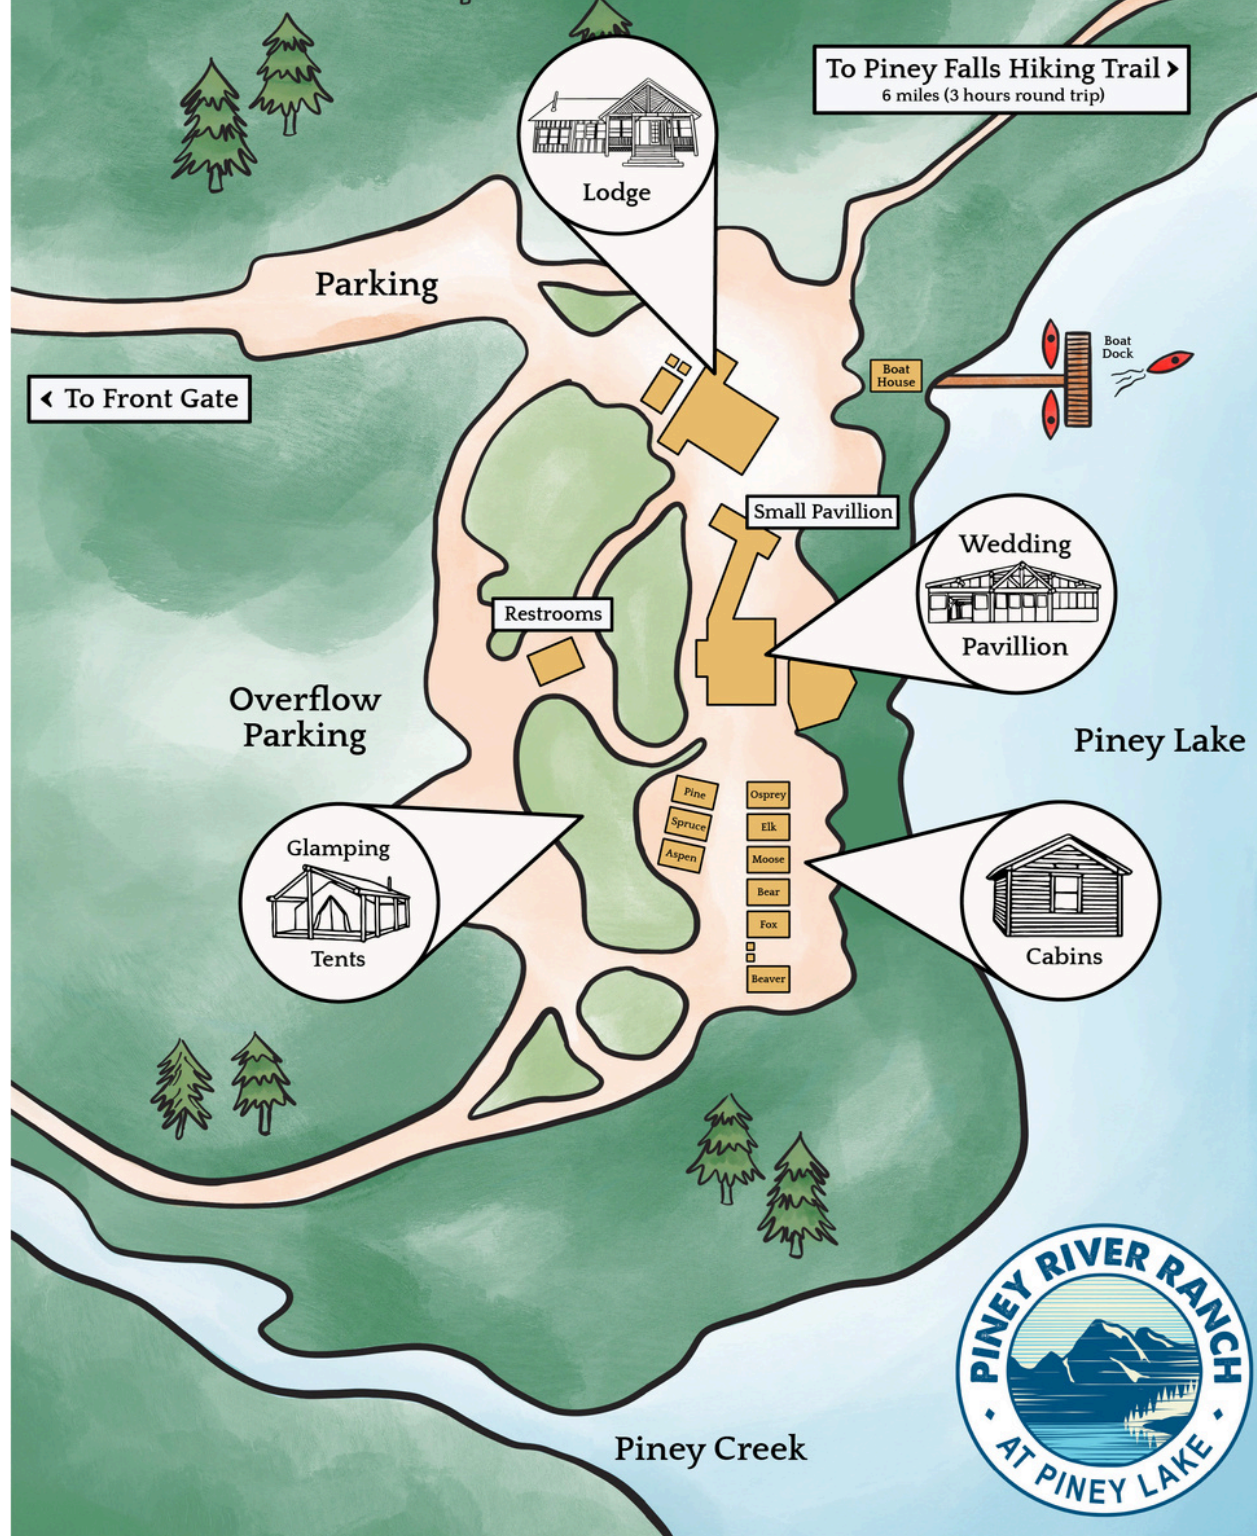 To Piney Falls Hiking Trail >
6 miles (3 hours round trip)
Lodge
Parking
< To Front Gate
Boat
Dock
Boat
House
Small Pavillion
Wedding
Pavillion
Restrooms
Overflow
Parking
Piney Lake
Pine
Spruce
Aspen
Osprey
Elk
Moose
Bear
Fox
Beaver
Glamping
Tents
Cabins
PINEY RIVER RANCH
• AT PINEY LAKE •
Piney Creek